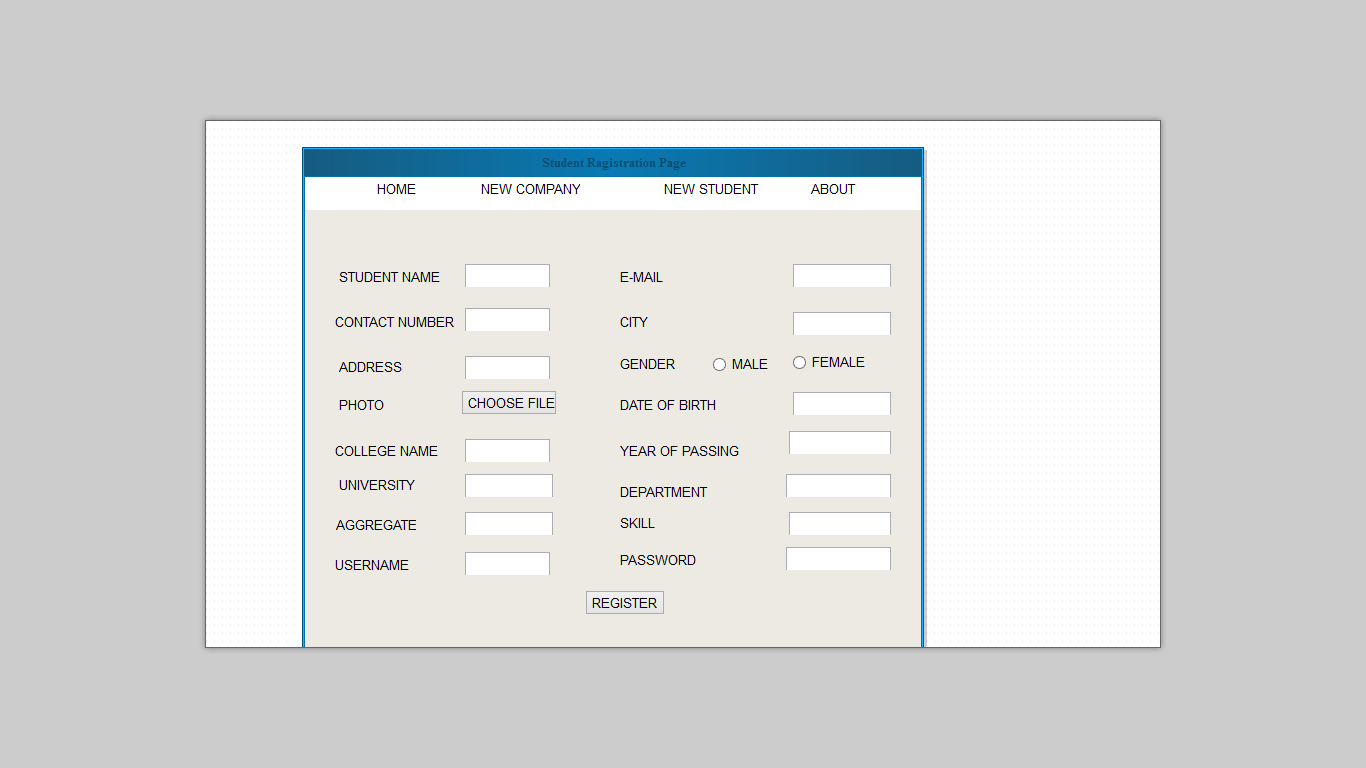 Student Ragistration Page
HOME NEW COMPANY NEW STUDENT ABOUT
STUDENT NAME E-MAIL
CONTACT NUMBER CITY
ADDRESS GENDER MALE FEMALE
PHOTO CHOOSE FILE DATE OF BIRTH
COLLEGE NAME YEAR OF PASSING
UNIVERSITY DEPARTMENT
AGGREGATE SKILL
USERNAME PASSWORD
REGISTER